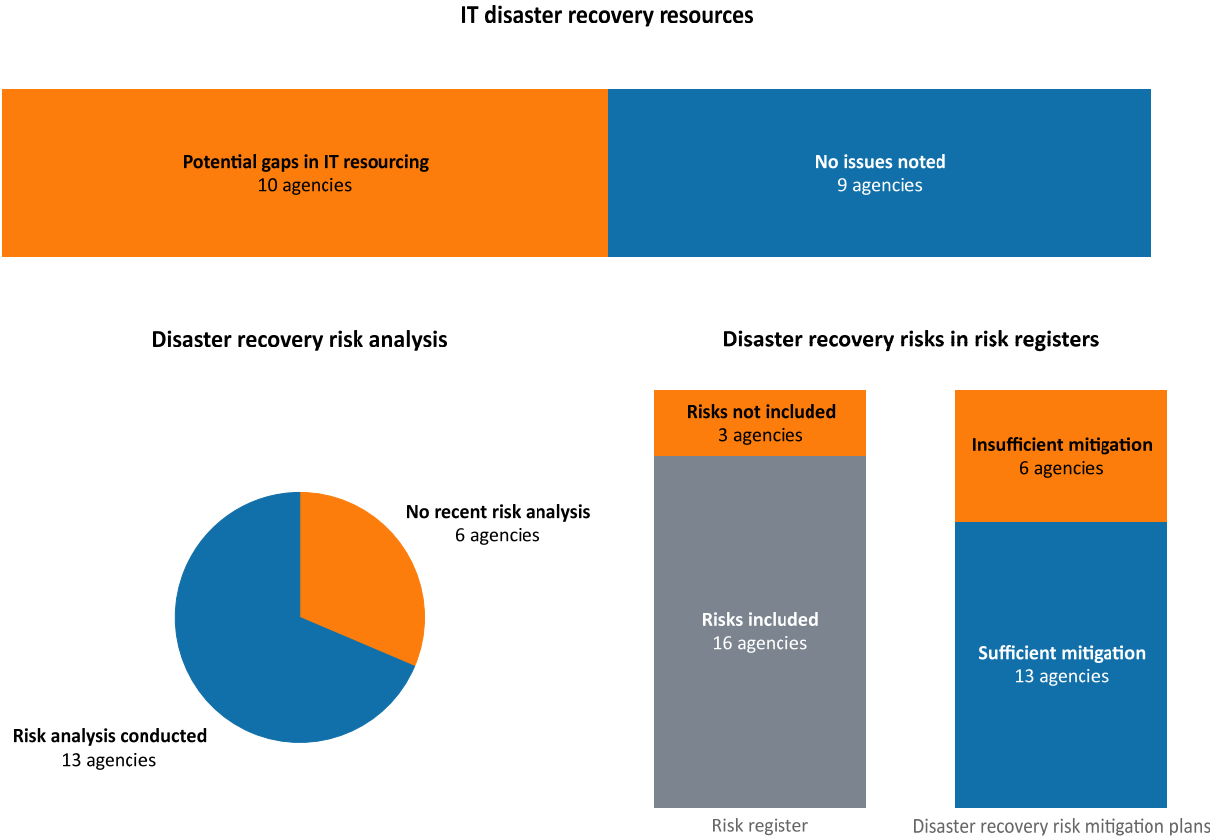 IT disaster recovery resources
Potential gaps in IT resourcing
10 agencies
No issues noted
9 agencies
Disaster recovery risk analysis
No recent risk analysis
6 agencies
Risk analysis conducted
13 agencies
Disaster recovery risks in risk registers
Risks not included
3 agencies
Risks included
16 agencies
Risk register
Insufficient mitigation
6 agencies
Sufficient mitigation
13 agencies
Disaster recovery risk mitigation plans